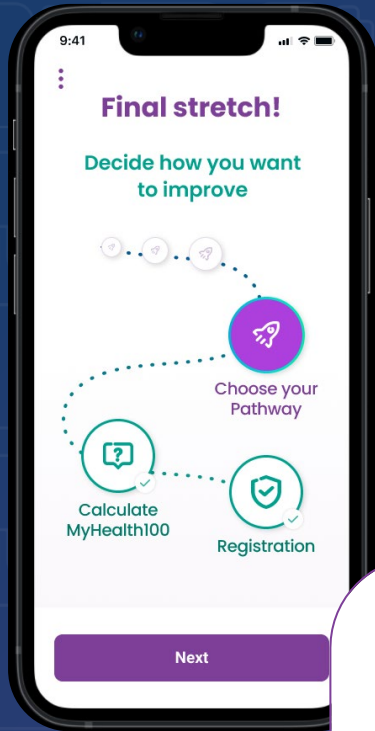 9:41
Final stretch!
Decide how you want
to improve
Choose your
Pathway
?
Calculate
MyHealth100
Registration
Next